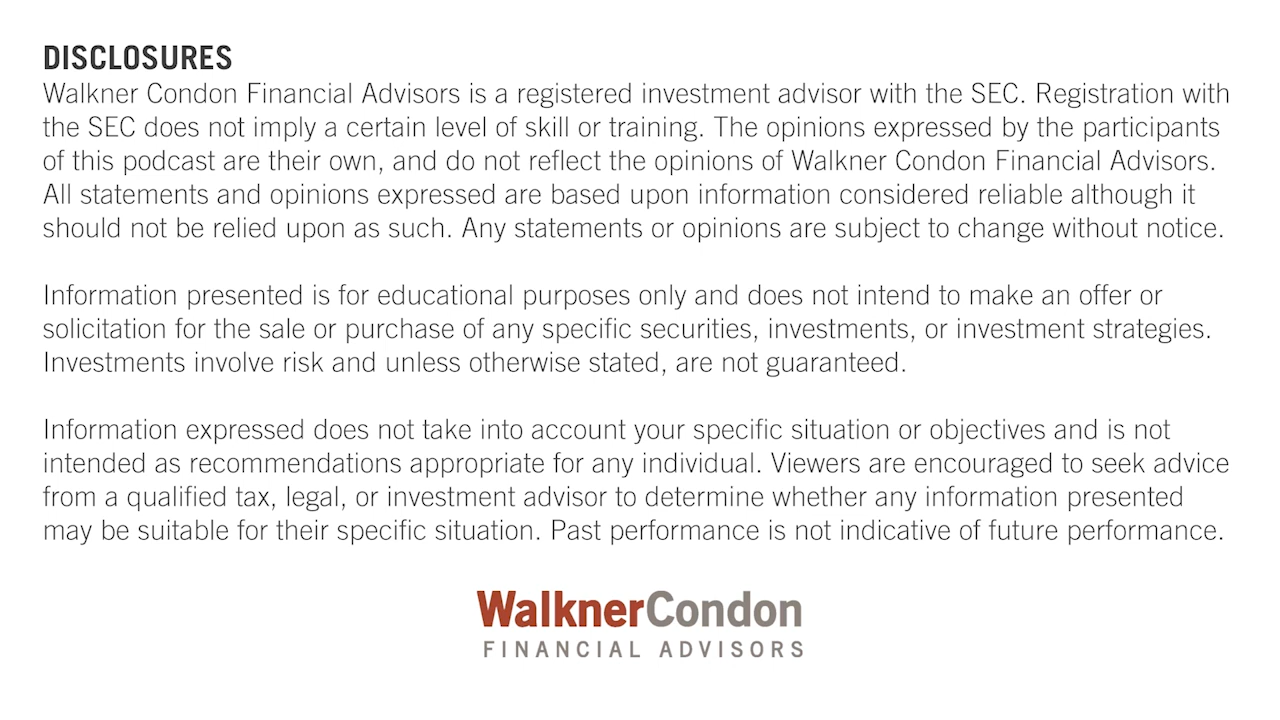 DISCLOSURES
Walkner Condon Financial Advisors is a registered investment advisor with the SEC. Registration with
the SEC does not imply a certain level of skill or training. The opinions expressed by the participants
of this podcast are their own, and do not reflect the opinions of Walkner Condon Financial Advisors.
All statements and opinions expressed are based upon information considered reliable although it
should not be relied upon as such. Any statements or opinions are subject to change without notice.
Information presented is for educational purposes only and does not intend to make an offer or
solicitation for the sale or purchase of any specific securities, investments, or investment strategies.
Investments involve risk and unless otherwise stated, are not guaranteed.
Information expressed does not take into account your specific situation or objectives and is not
intended as recommendations appropriate for any individual. Viewers are encouraged to seek advice
from a qualified tax, legal, or investment advisor to determine whether any information presented
may be suitable for their specific situation. Past performance is not indicative of future performance.
WalknerCondon
FINANCIAL ADVISORS